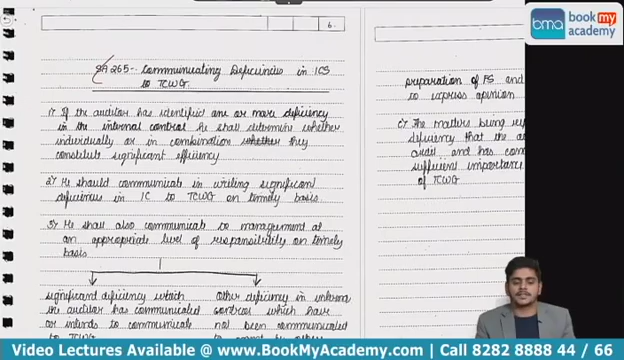 6.
SA 265 :- Communicating Deficiencies in ICS
to TCWG.
1) If the auditor has identified one or more deficiency
in the internal control he shall determine whether
individually or in combination whether they
constitute significant efficiency
2) He should communicate in writing significant
deficiencies in IC to TCWG on timely basis.
3) He shall also communicate to management at
an appropriate level of responsibility on timely
basis
significant deficiency which
the auditor has communicated
or intends to communicate
to TCWG
other deficiency in internal
control which have
not been communicated
preparation of FS and
to express opinion
c) The matters being
deficiency that the
audit and has
sufficient importance
of TCWG
bma
book my
academy
Video Lectures Available @ www.BookMyAcademy.com | Call 8282 8888 44 / 66